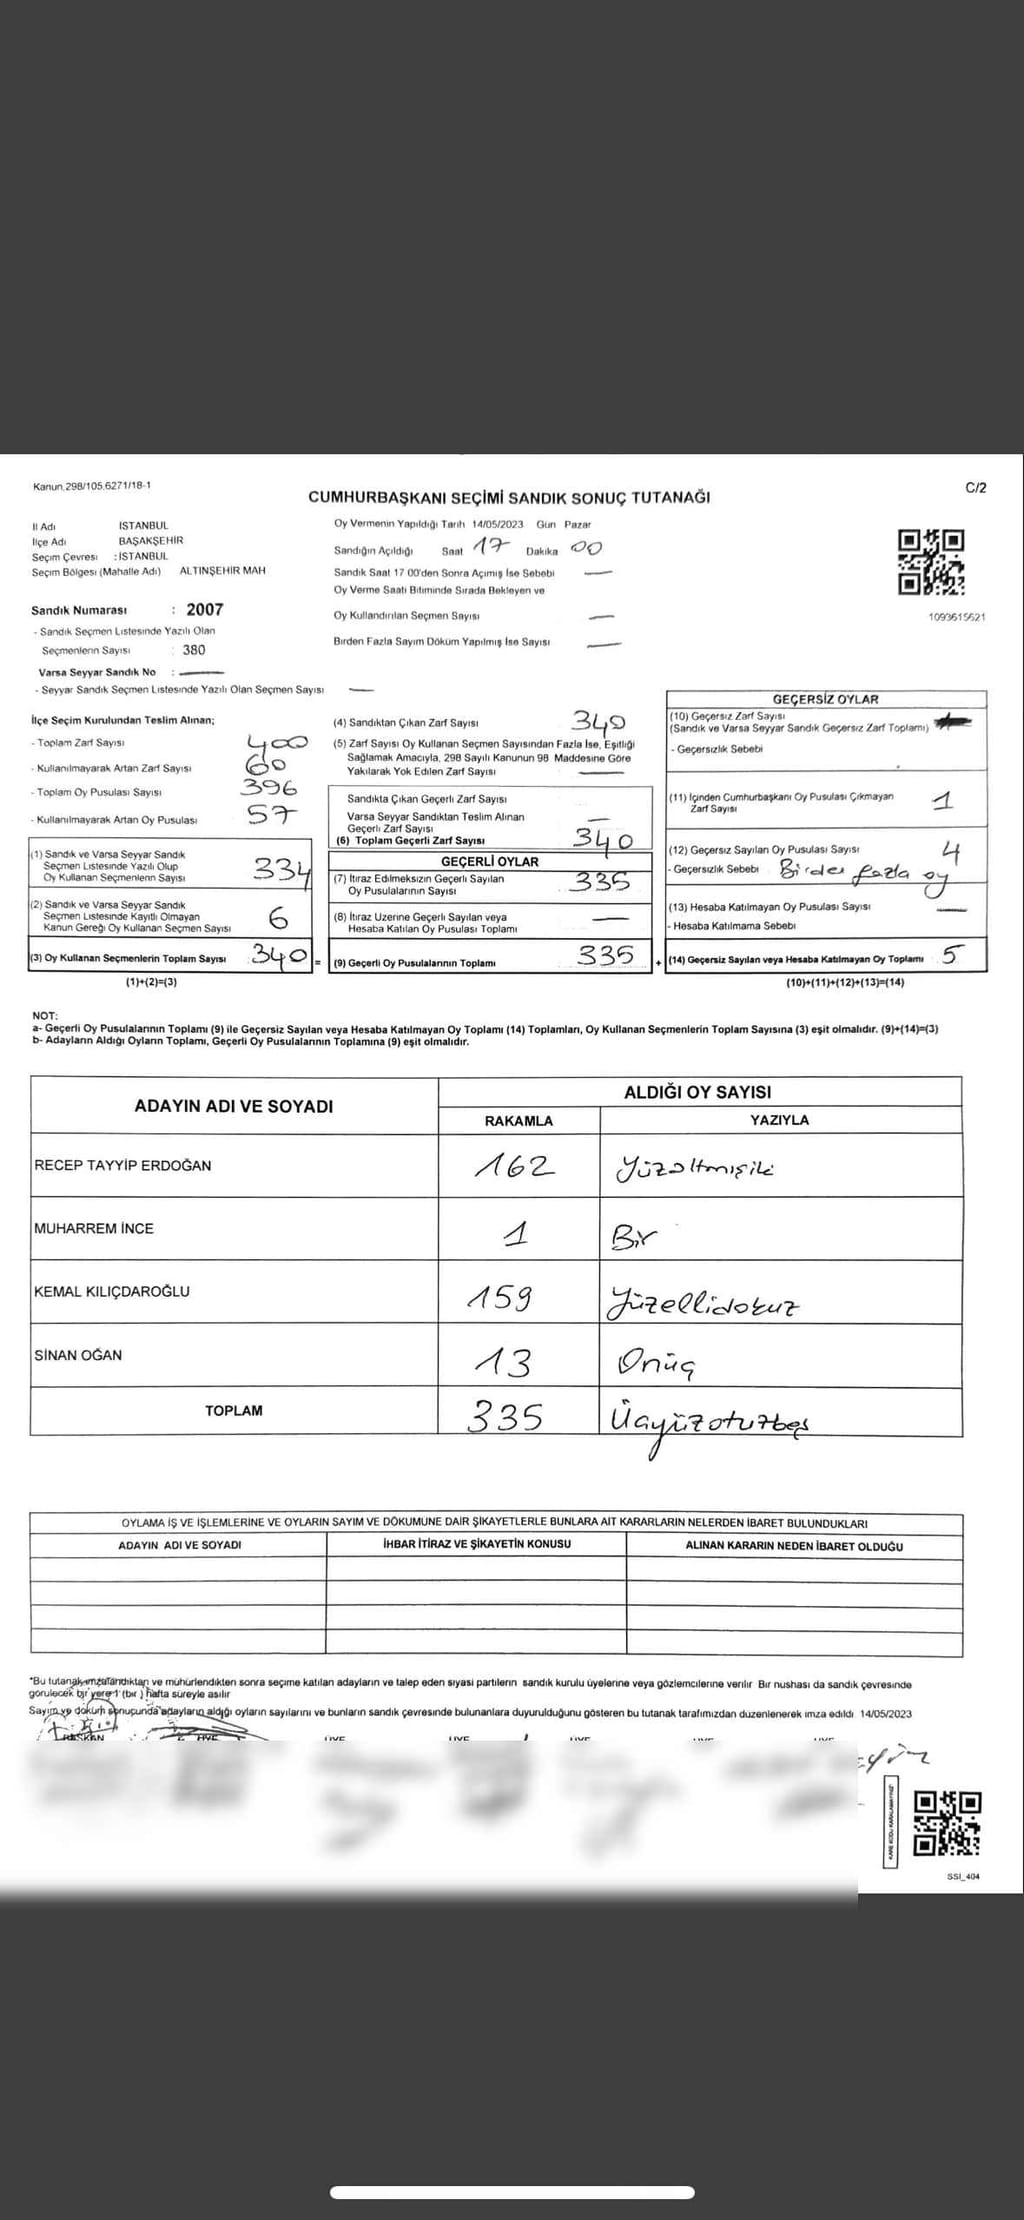 Kanun.298/105.6271/18-1
C/2
CUMHURBAŞKANI SEÇİMİ SANDIK SONUÇ TUTANAĞI
İl Adı İSTANBUL
İlçe Adı BAŞAKŞEHİR
Seçim Çevresi : İSTANBUL
Seçim Bölgesi (Mahalle Adı) ALTINŞEHİR MAH
Sandık Numarası : 2007
- Sandık Seçmen Listesinde Yazılı Olan
Seçmenlerin Sayısı : 380
Varsa Seyyar Sandık No : —
- Seyyar Sandık Seçmen Listesinde Yazılı Olan Seçmen Sayısı —
Oy Vermenin Yapıldığı Tarih 14/05/2023 Gün Pazar
Sandığın Açıldığı Saat 17 Dakika 00
Sandık Saat 17 00'den Sonra Açımış İse Sebebi —
Oy Verme Saati Bitiminde Sırada Bekleyen ve
Oy Kullandırılan Seçmen Sayısı —
Birden Fazla Sayım Döküm Yapılmış İse Sayısı —
1093615621
İlçe Seçim Kurulundan Teslim Alınan;
- Toplam Zarf Sayısı 400
- Kullanılmayarak Artan Zarf Sayısı 60
- Toplam Oy Pusulası Sayısı 396
- Kullanılmayarak Artan Oy Pusulası 57
(1) Sandık ve Varsa Seyyar Sandık
Seçmen Listesinde Yazılı Olup
Oy Kullanan Seçmenlerin Sayısı 334
(2) Sandık ve Varsa Seyyar Sandık
Seçmen Listesinde Kayıtlı Olmayan
Kanun Gereği Oy Kullanan Seçmen Sayısı 6
(3) Oy Kullanan Seçmenlerin Toplam Sayısı 340 =
(1)+(2)=(3)
(4) Sandıktan Çıkan Zarf Sayısı 340
(5) Zarf Sayısı Oy Kullanan Seçmen Sayısından Fazla İse, Eşitliği
Sağlamak Amacıyla, 298 Sayılı Kanunun 98 Maddesine Göre
Yakılarak Yok Edilen Zarf Sayısı —
Sandıkta Çıkan Geçerli Zarf Sayısı
Varsa Seyyar Sandıktan Teslim Alınan
Geçerli Zarf Sayısı —
(6) Toplam Geçerli Zarf Sayısı 340
GEÇERLİ OYLAR
(7) İtiraz Edilmeksizin Geçerli Sayılan
Oy Pusulalarının Sayısı 335
(8) İtiraz Üzerine Geçerli Sayılan veya
Hesaba Katılan Oy Pusulası Toplamı —
(9) Geçerli Oy Pusulalarının Toplamı 335 +
GEÇERSİZ OYLAR
(10) Geçersiz Zarf Sayısı
(Sandık ve Varsa Seyyar Sandık Geçersiz Zarf Toplamı)
- Geçersizlik Sebebi
(11) İçinden Cumhurbaşkanı Oy Pusulası Çıkmayan
Zarf Sayısı 1
(12) Geçersiz Sayılan Oy Pusulası Sayısı 4
- Geçersizlik Sebebi Birden fazla oy
(13) Hesaba Katılmayan Oy Pusulası Sayısı —
- Hesaba Katılmama Sebebi
(14) Geçersiz Sayılan veya Hesaba Katılmayan Oy Toplamı 5
(10)+(11)+(12)+(13)=(14)
NOT:
a- Geçerli Oy Pusulalarının Toplamı (9) ile Geçersiz Sayılan veya Hesaba Katılmayan Oy Toplamı (14) Toplamları, Oy Kullanan Seçmenlerin Toplam Sayısına (3) eşit olmalıdır. (9)+(14)=(3)
b- Adayların Aldığı Oyların Toplamı, Geçerli Oy Pusulalarının Toplamına (9) eşit olmalıdır.
ADAYIN ADI VE SOYADI ALDIĞI OY SAYISI
RAKAMLA YAZIYLA
RECEP TAYYİP ERDOĞAN 162 Yüzaltmışiki
MUHARREM İNCE 1 Bir
KEMAL KILIÇDAROĞLU 159 Yüzellidokuz
SİNAN OĞAN 13 Onüç
TOPLAM 335 Üçyüzotuzbeş
OYLAMA İŞ VE İŞLEMLERİNE VE OYLARIN SAYIM VE DÖKUMUNE DAİR ŞİKAYETLERLE BUNLARA AİT KARARLARIN NELERDEN İBARET BULUNDUKLARI
ADAYIN ADI VE SOYADI İHBAR İTİRAZ VE ŞİKAYETİN KONUSU ALINAN KARARIN NEDEN İBARET OLDUĞU
*Bu tutanak imzalandıktan ve mühürlendikten sonra seçime katılan adayların ve talep eden siyasi partilerin sandık kurulu üyelerine veya gözlemcilerine verilir Bir nushası da sandık çevresinde
görülecek bir yere 1 (bir ) hafta süreyle asılır
Sayım ve döküm sonuçunda adayların aldığı oyların sayılarını ve bunların sandık çevresinde bulunanlara duyurulduğunu gösteren bu tutanak tarafımızdan düzenlenerek imza edildi 14/05/2023
BAŞKAN ÜYE ÜYE ÜYE ÜYE
SSI_404